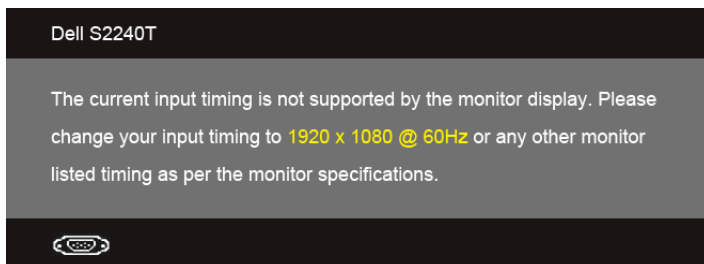 Dell S2240T
The current input timing is not supported by the monitor display. Please
change your input timing to 1920 x 1080 @ 60Hz or any other monitor
listed timing as per the monitor specifications.